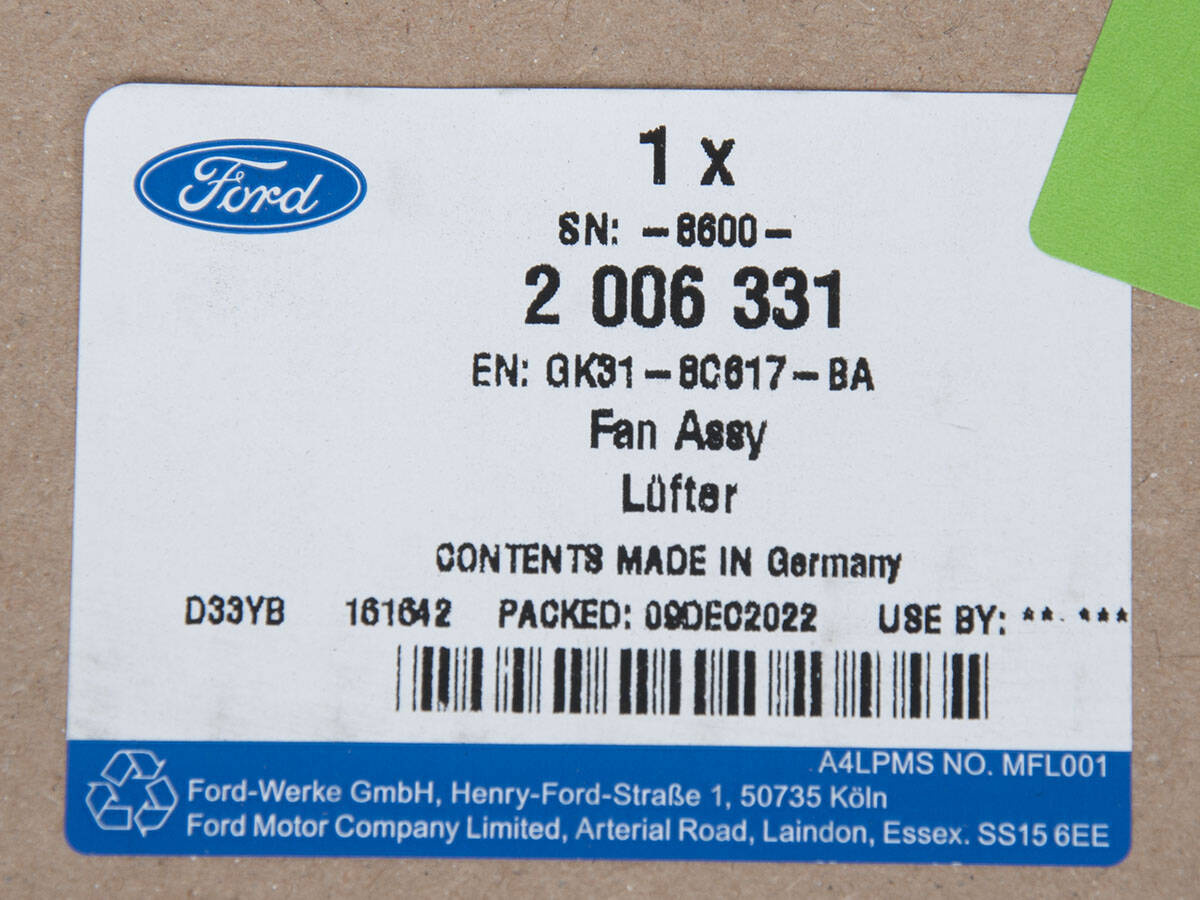 Ford
1 x
SN: -8600-
2 006 331
EN: GK31-8C617-BA
Fan Assy
Lüfter
CONTENTS MADE IN Germany
D33YB 161642 PACKED: 09DEC2022 USE BY: ** ***
A4LPMS NO. MFL001
Ford-Werke GmbH, Henry-Ford-Straße 1, 50735 Köln
Ford Motor Company Limited, Arterial Road, Laindon, Essex. SS15 6EE